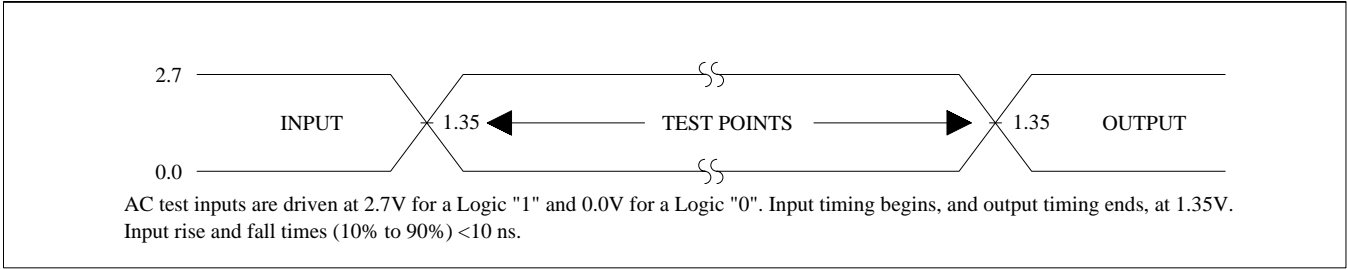 2.7
INPUT 1.35 TEST POINTS 1.35 OUTPUT
0.0
AC test inputs are driven at 2.7V for a Logic "1" and 0.0V for a Logic "0". Input timing begins, and output timing ends, at 1.35V.
Input rise and fall times (10% to 90%) <10 ns.